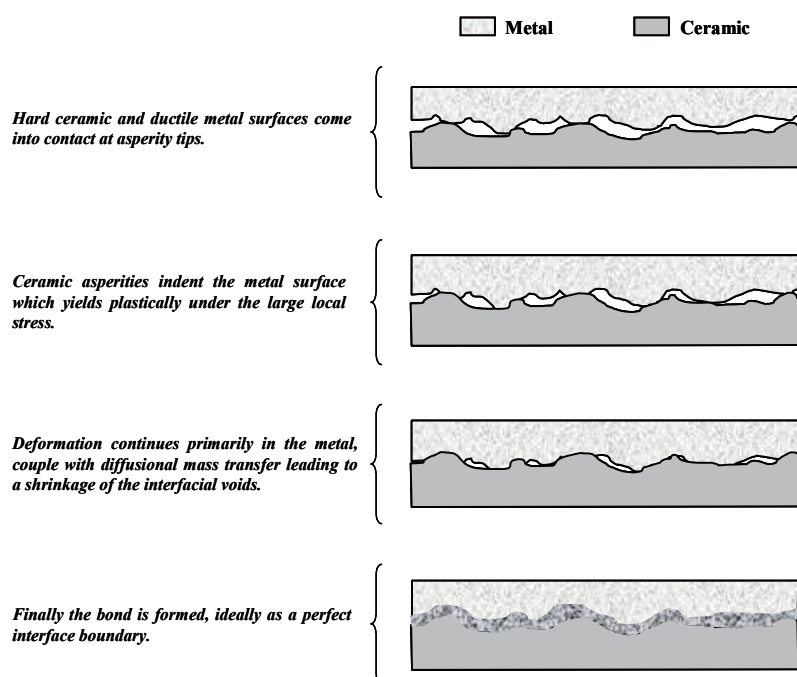 Metal
Ceramic
Hard ceramic and ductile metal surfaces come
into contact at asperity tips.
Ceramic asperities indent the metal surface
which yields plastically under the large local
stress.
Deformation continues primarily in the metal,
couple with diffusional mass transfer leading to
a shrinkage of the interfacial voids.
Finally the bond is formed, ideally as a perfect
interface boundary.